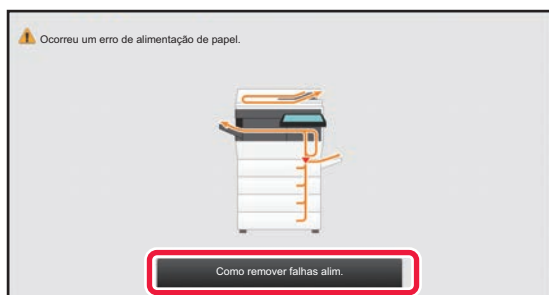 Ocorreu um erro de alimentação de papel.
Como remover falhas alim.